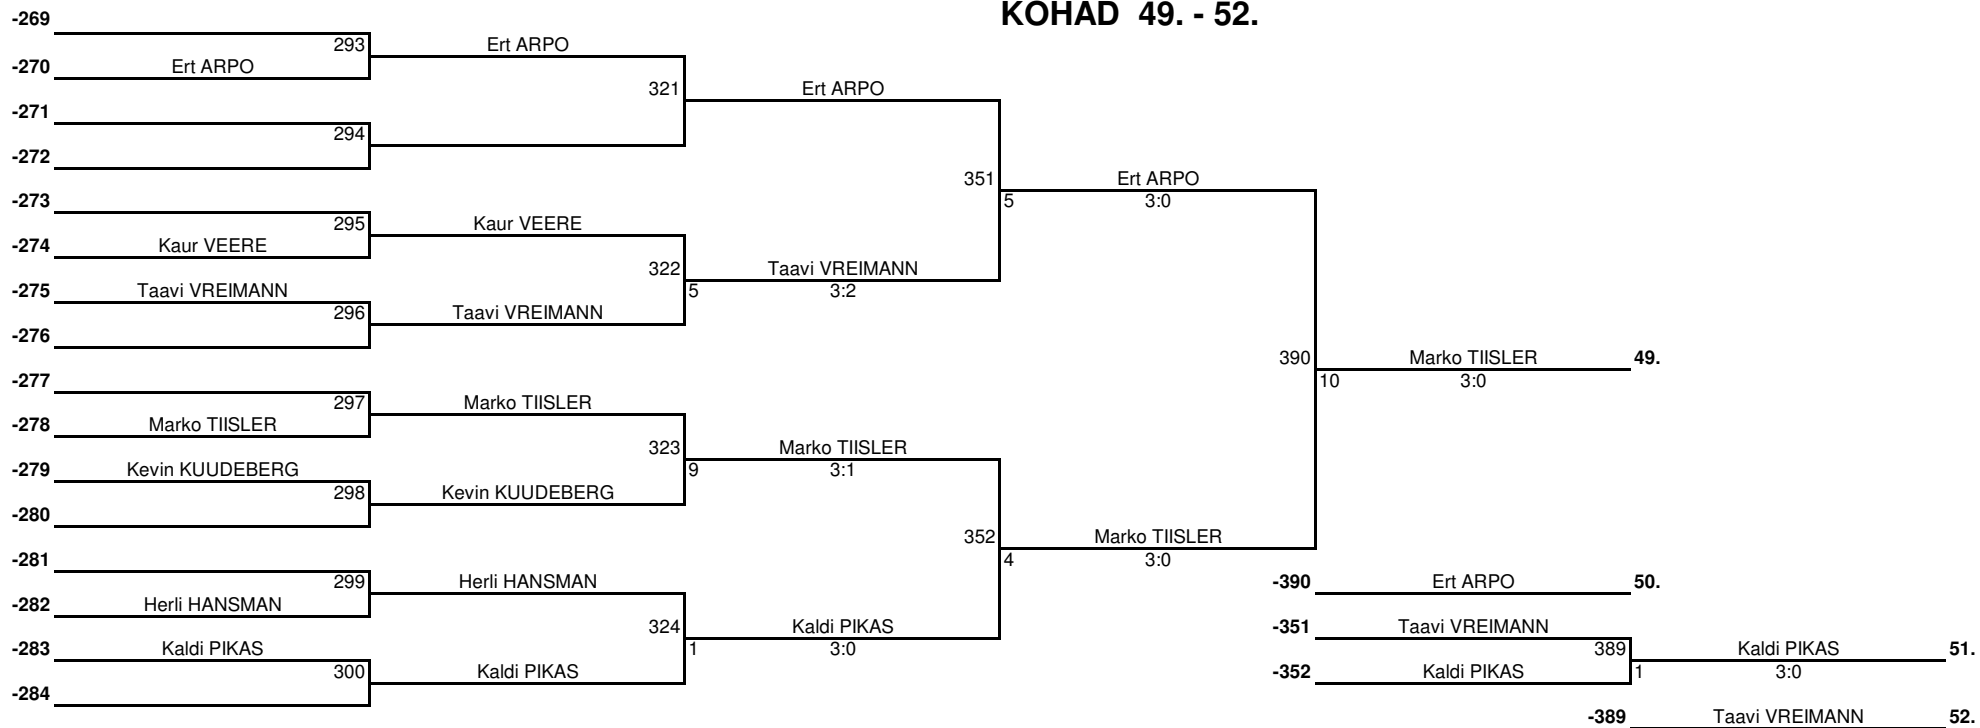 KOHAD 49. - 52.
-269
293 Ert ARPO
-270 Ert ARPO
321 Ert ARPO
-271
294
-272
351 Ert ARPO
5 3:0
-273
295 Kaur VEERE
-274 Kaur VEERE
322 Taavi VREIMANN
5 3:2
-275 Taavi VREIMANN
296 Taavi VREIMANN
-276
390 Marko TIISLER 49.
10 3:0
-277
297 Marko TIISLER
-278 Marko TIISLER
323 Marko TIISLER
9 3:1
-279 Kevin KUUDEBERG
298 Kevin KUUDEBERG
-280
352 Marko TIISLER
4 3:0
-281
299 Herli HANSMAN
-282 Herli HANSMAN
324 Kaldi PIKAS
1 3:0
-283 Kaldi PIKAS
300 Kaldi PIKAS
-284
-390 Ert ARPO 50.
-351 Taavi VREIMANN
389 Kaldi PIKAS 51.
-352 Kaldi PIKAS
1 3:0
-389 Taavi VREIMANN 52.